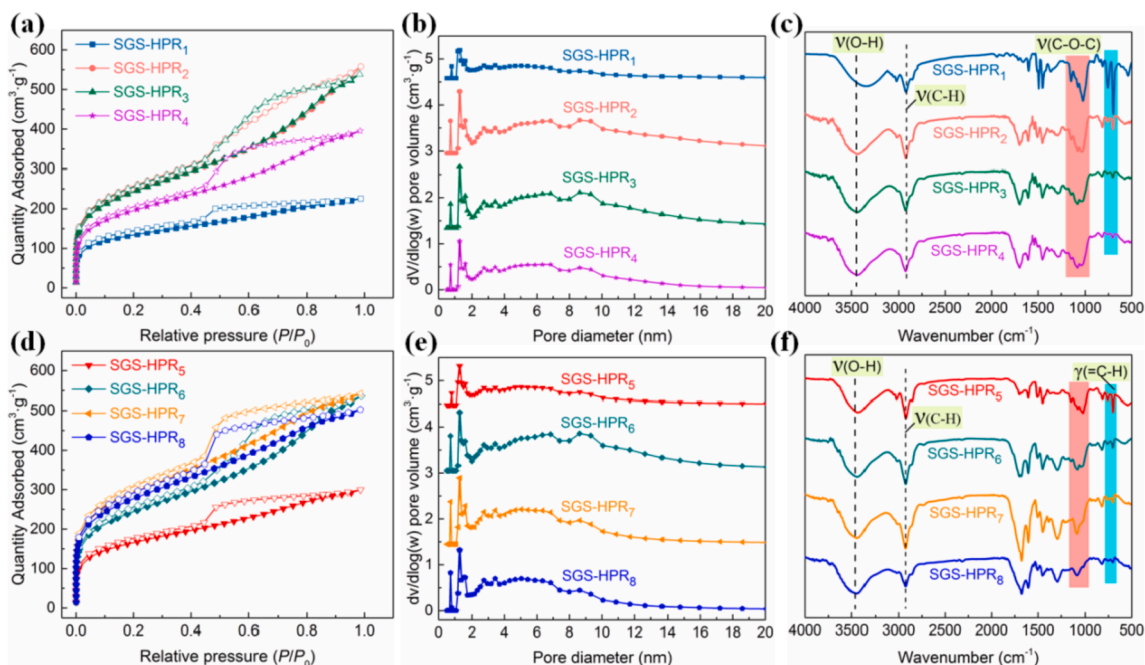 (a)
SGS-HPR₁
SGS-HPR₂
SGS-HPR₃
SGS-HPR₄
Quantity Adsorbed (cm³·g⁻¹)
600
500
400
300
200
100
0
0.0 0.2 0.4 0.6 0.8 1.0
Relative pressure (P/P₀)
(b)
SGS-HPR₁
SGS-HPR₂
SGS-HPR₃
SGS-HPR₄
dV/dlog(w) pore volume (cm³·g⁻¹)
5
4
3
2
1
0
0 2 4 6 8 10 12 14 16 18 20
Pore diameter (nm)
(c)
ν(O-H)
ν(C-O-C)
ν(C-H)
SGS-HPR₁
SGS-HPR₂
SGS-HPR₃
SGS-HPR₄
4000 3500 3000 2500 2000 1500 1000 500
Wavenumber (cm⁻¹)
(d)
SGS-HPR₅
SGS-HPR₆
SGS-HPR₇
SGS-HPR₈
Quantity Adsorbed (cm³·g⁻¹)
600
500
400
300
200
100
0
0.0 0.2 0.4 0.6 0.8 1.0
Relative pressure (P/P₀)
(e)
SGS-HPR₅
SGS-HPR₆
SGS-HPR₇
SGS-HPR₈
dv/dlog(w) pore volume (cm³·g⁻¹)
5
4
3
2
1
0
0 2 4 6 8 10 12 14 16 18 20
Pore diameter (nm)
(f)
ν(O-H)
γ(=C-H)
ν(C-H)
SGS-HPR₅
SGS-HPR₆
SGS-HPR₇
SGS-HPR₈
4000 3500 3000 2500 2000 1500 1000 500
Wavenumber (cm⁻¹)